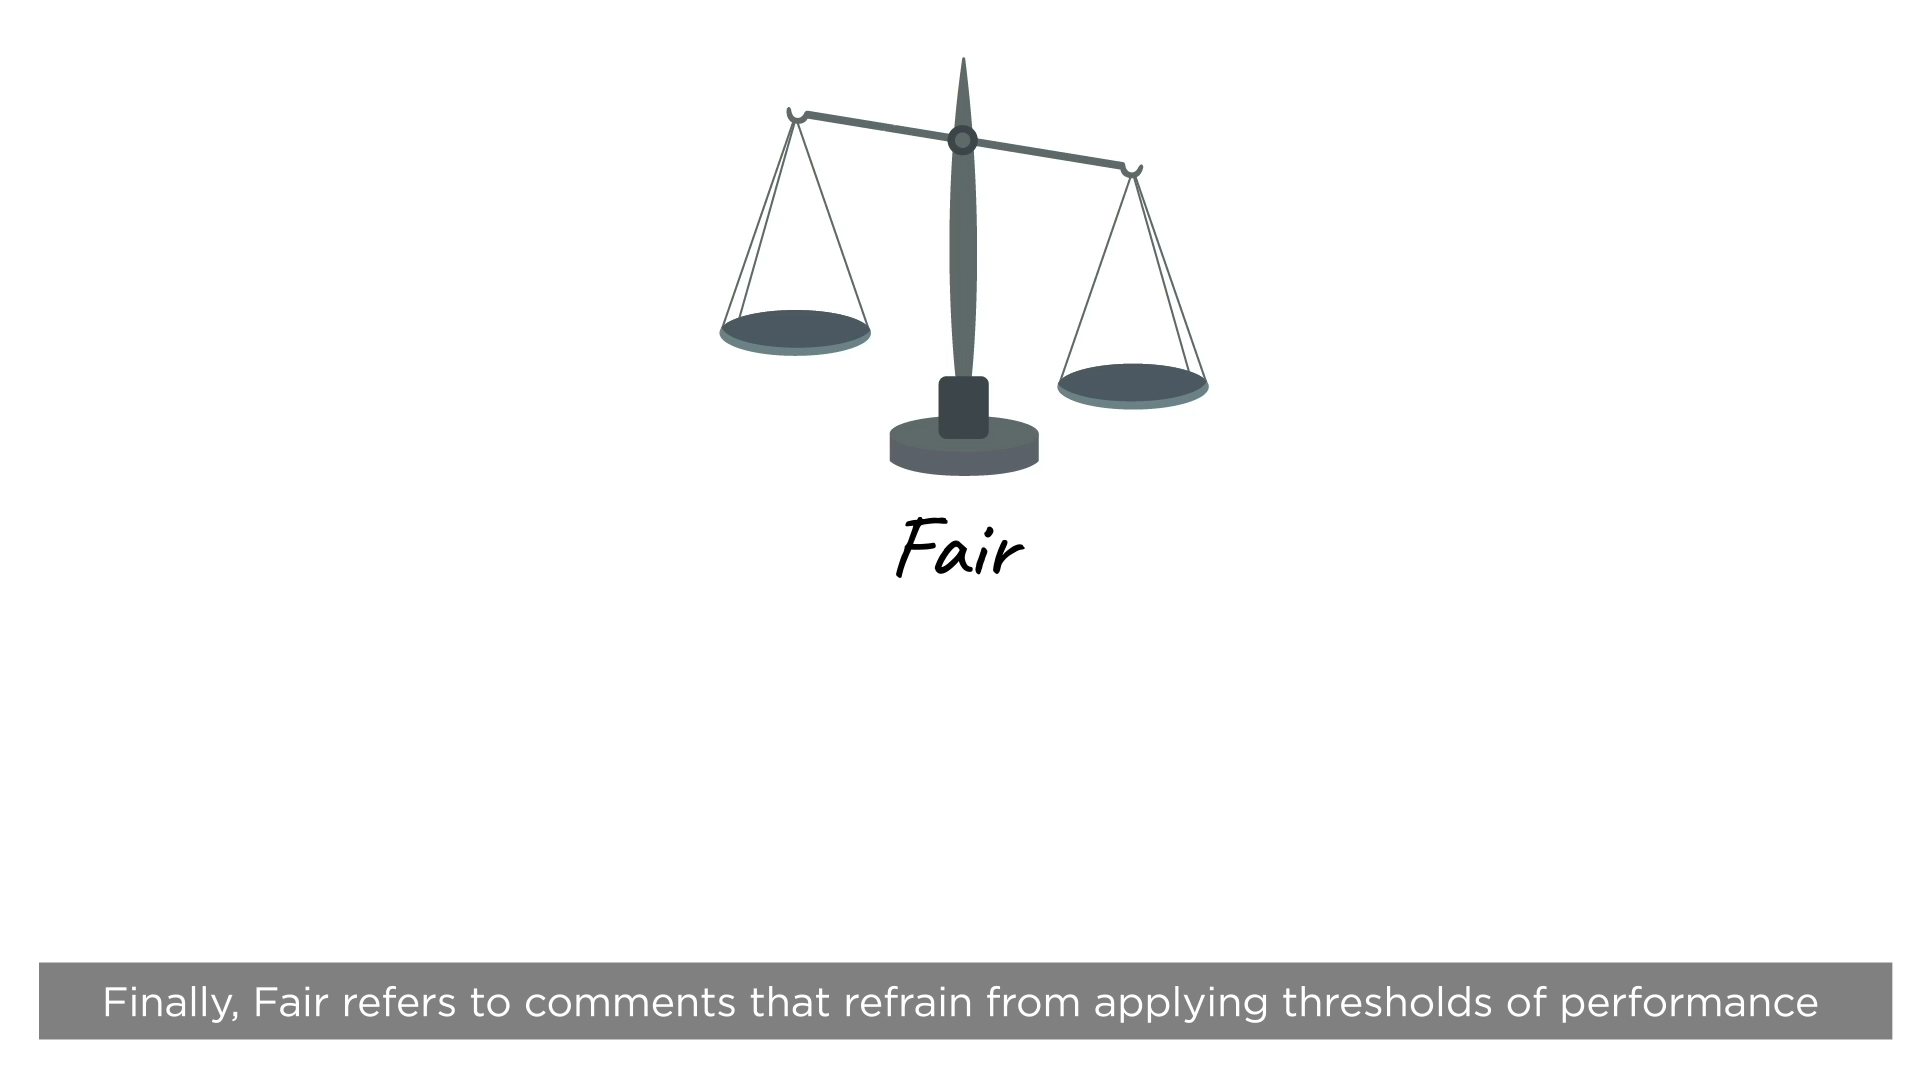 Fair
Finally, Fair refers to comments that refrain from applying thresholds of performance